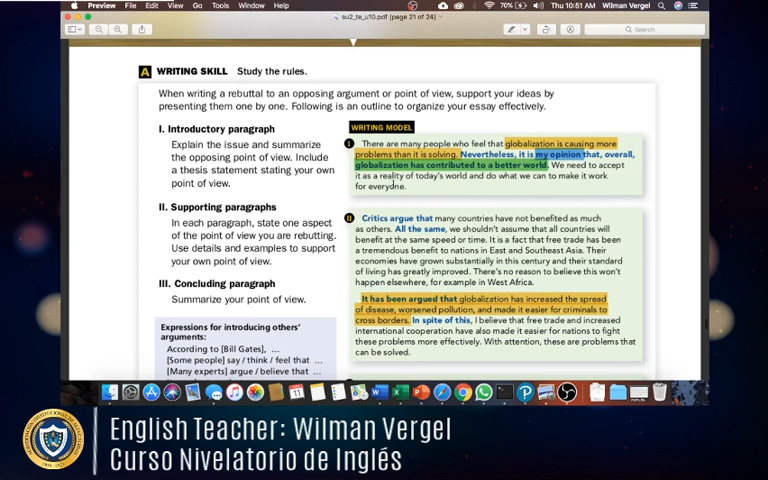 Preview File Edit View Go Tools Window Help 70% Thu 10:51 AM Wilman Vergel
su2_te_u10.pdf (page 21 of 24)
Search
A WRITING SKILL Study the rules.
When writing a rebuttal to an opposing argument or point of view, support your ideas by
presenting them one by one. Following is an outline to organize your essay effectively.
I. Introductory paragraph
Explain the issue and summarize
the opposing point of view. Include
a thesis statement stating your own
point of view.
II. Supporting paragraphs
In each paragraph, state one aspect
of the point of view you are rebutting.
Use details and examples to support
your own point of view.
III. Concluding paragraph
Summarize your point of view.
Expressions for introducing others'
arguments:
According to [Bill Gates], ...
[Some people] say / think / feel that ...
[Many experts] argue / believe that ...
WRITING MODEL
I There are many people who feel that globalization is causing more
problems than it is solving. Nevertheless, it is my opinion that, overall,
globalization has contributed to a better world. We need to accept
it as a reality of today's world and do what we can to make it work
for everyone.
II Critics argue that many countries have not benefited as much
as others. All the same, we shouldn't assume that all countries will
benefit at the same speed or time. It is a fact that free trade has been
a tremendous benefit to nations in East and Southeast Asia. Their
economies have grown substantially in this century and their standard
of living has greatly improved. There's no reason to believe this won't
happen elsewhere, for example in West Africa.
It has been argued that globalization has increased the spread
of disease, worsened pollution, and made it easier for criminals to
cross borders. In spite of this, I believe that free trade and increased
international cooperation have also made it easier for nations to fight
these problems more effectively. With attention, these are problems that
can be solved.
English Teacher: Wilman Vergel
Curso Nivelatorio de Inglés